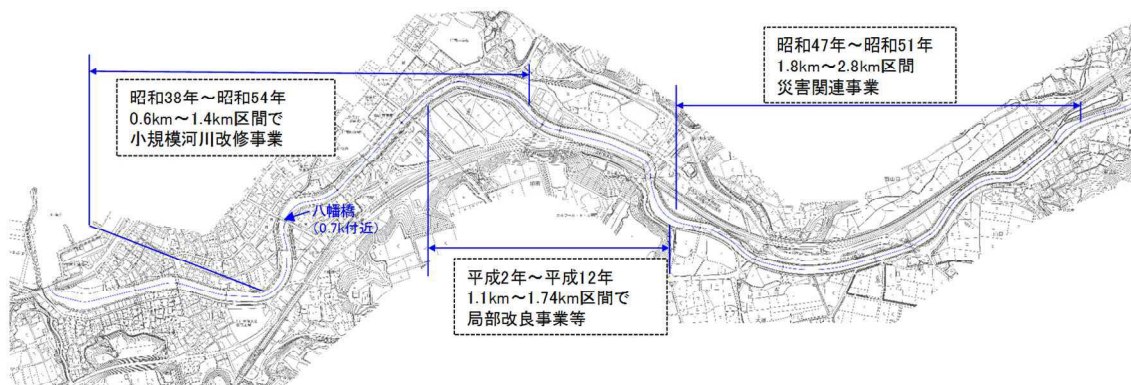 昭和38年～昭和54年
0.6km～1.4km区間で
小規模河川改修事業
昭和47年～昭和51年
1.8km～2.8km区間
災害関連事業
八幡橋
（0.7k付近）
平成2年～平成12年
1.1km～1.74km区間で
局部改良事業等